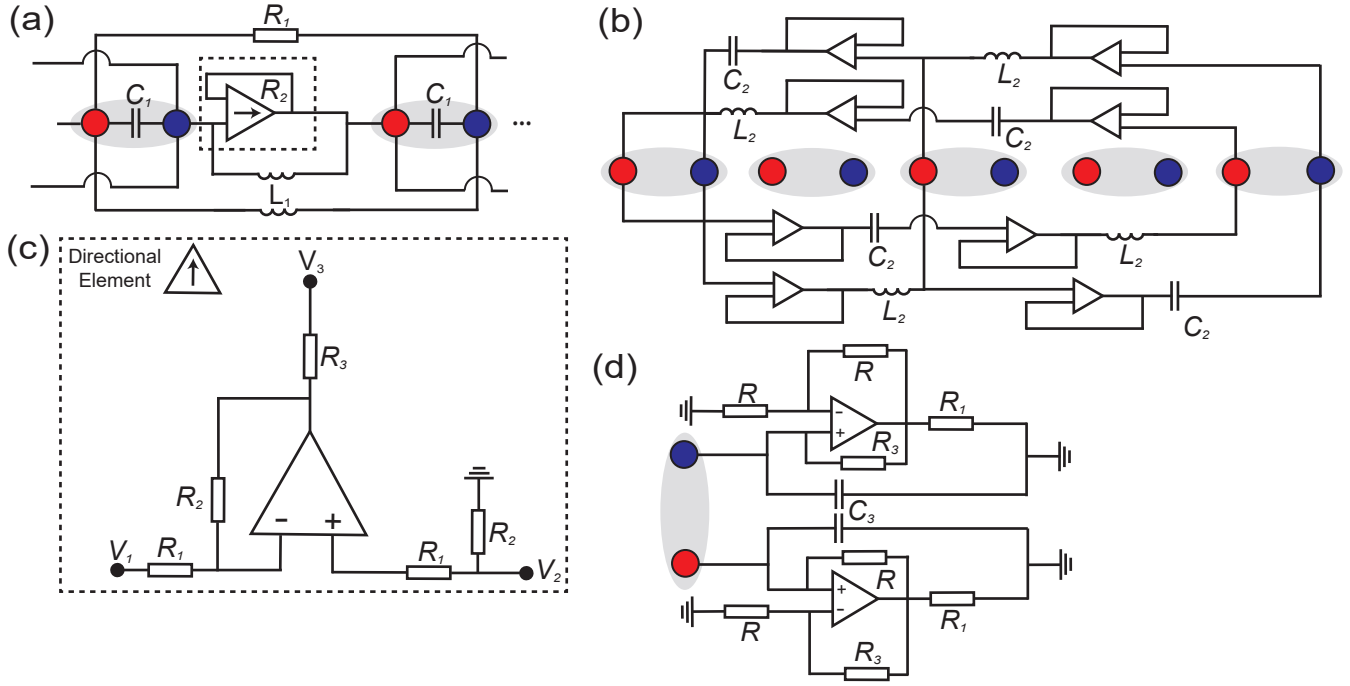 (a)
R₁
R₂
C₁
C₁
...
L₁
(b)
C₂
L₂
L₂
C₂
C₂
L₂
L₂
C₂
(c)
Directional
Element
V₃
R₃
R₂
- +
R₂
V₁
R₁
R₁
V₂
(d)
R
R
R₁
-
+
R₃
C₃
R
+
-
R
R₁
R₃